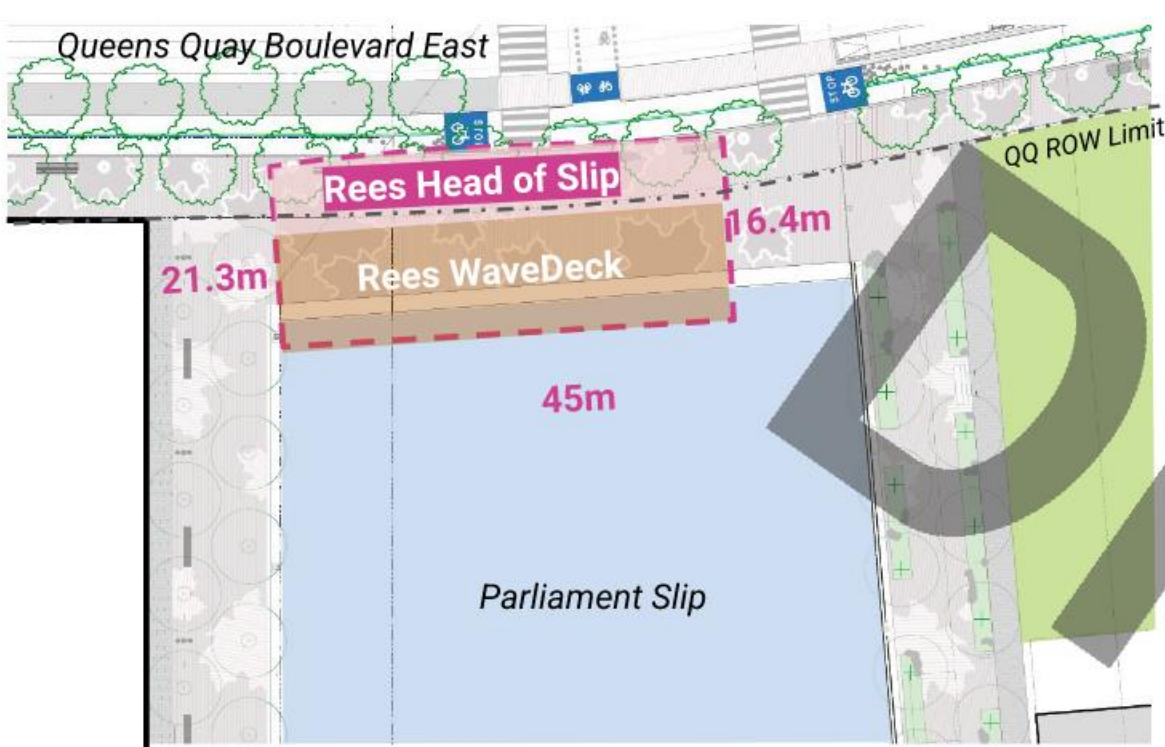 Queens Quay Boulevard East
STOP
STOP
QQ ROW Limit
Rees Head of Slip
16.4m
21.3m
Rees WaveDeck
45m
Parliament Slip